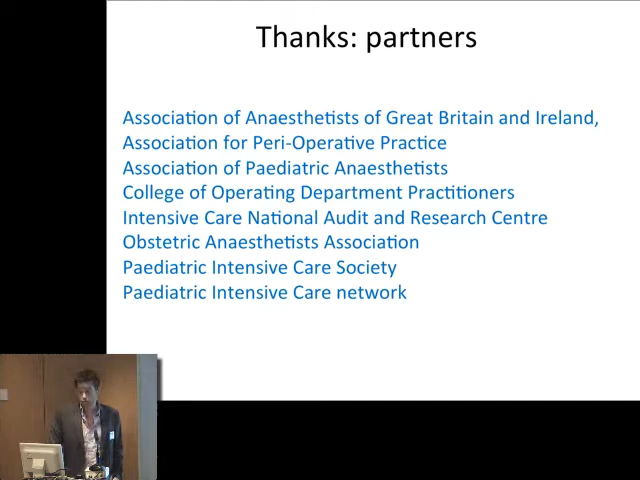 Thanks: partners
Association of Anaesthetists of Great Britain and Ireland,
Association for Peri-Operative Practice
Association of Paediatric Anaesthetists
College of Operating Department Practitioners
Intensive Care National Audit and Research Centre
Obstetric Anaesthetists Association
Paediatric Intensive Care Society
Paediatric Intensive Care network